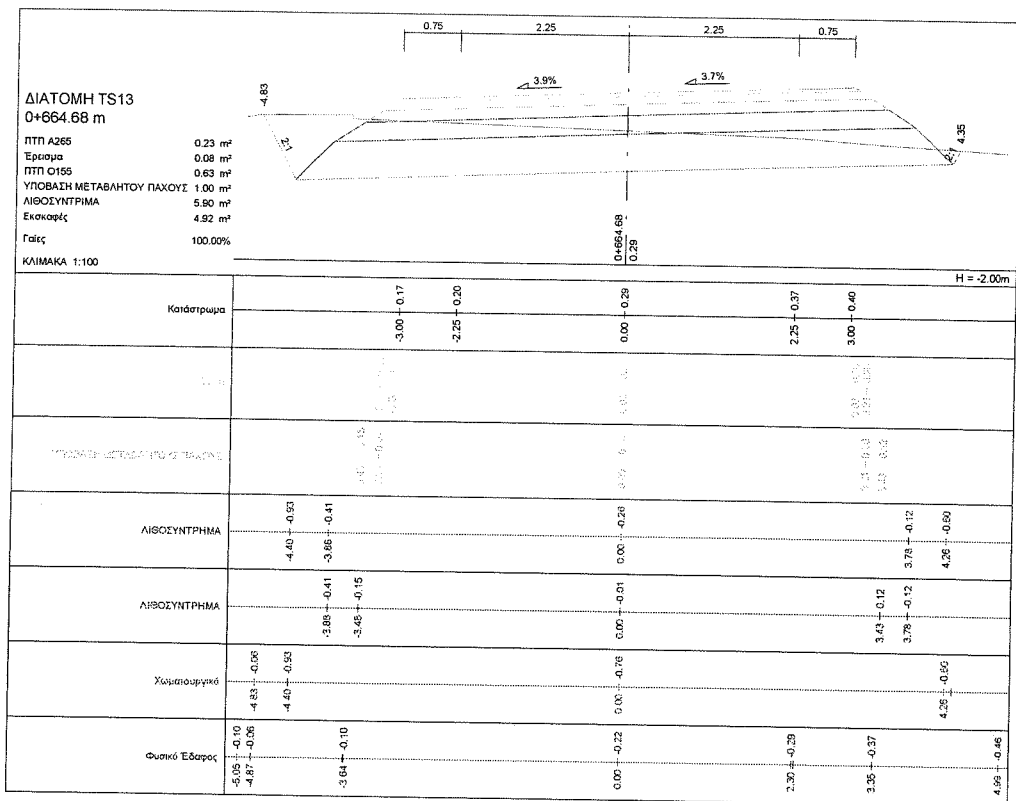 0.75 2.25 2.25 0.75
3.9% 3.7%
-4.83
4.35
2:1
2:1
ΔΙΑΤΟΜΗ TS13
0+664.68 m
ΠΤΠ Α265 0.23 m²
Έρεισμα 0.08 m²
ΠΤΠ Ο155 0.63 m²
ΥΠΟΒΑΣΗ ΜΕΤΑΒΛΗΤΟΥ ΠΑΧΟΥΣ 1.00 m²
ΛΙΘΟΣΥΝΤΡΙΜΑ 5.90 m²
Εκσκαφές 4.92 m²
Γαίες 100.00%
ΚΛΙΜΑΚΑ 1:100
0+664.68
0.29
H = -2.00m
Κατάστρωμα
-3.00 0.17
-2.25 0.20
0.00 0.29
2.25 0.37
3.00 0.40
ΛΙΘΟΣΥΝΤΡΗΜΑ
-4.40 -0.93
-3.86 -0.41
0.00 -0.26
3.78 -0.12
4.26 -0.60
ΛΙΘΟΣΥΝΤΡΗΜΑ
-3.88 -0.41
-3.48 -0.15
0.00 -0.01
3.43 0.12
3.78 -0.12
Χωματουργικά
-4.83 -0.06
-4.40 -0.93
0.00 -0.76
4.26 -0.60
Φυσικό Έδαφος
-5.05 -0.10
-4.87 -0.06
-3.64 -0.10
0.00 -0.22
2.30 -0.29
3.35 -0.37
4.99 -0.46